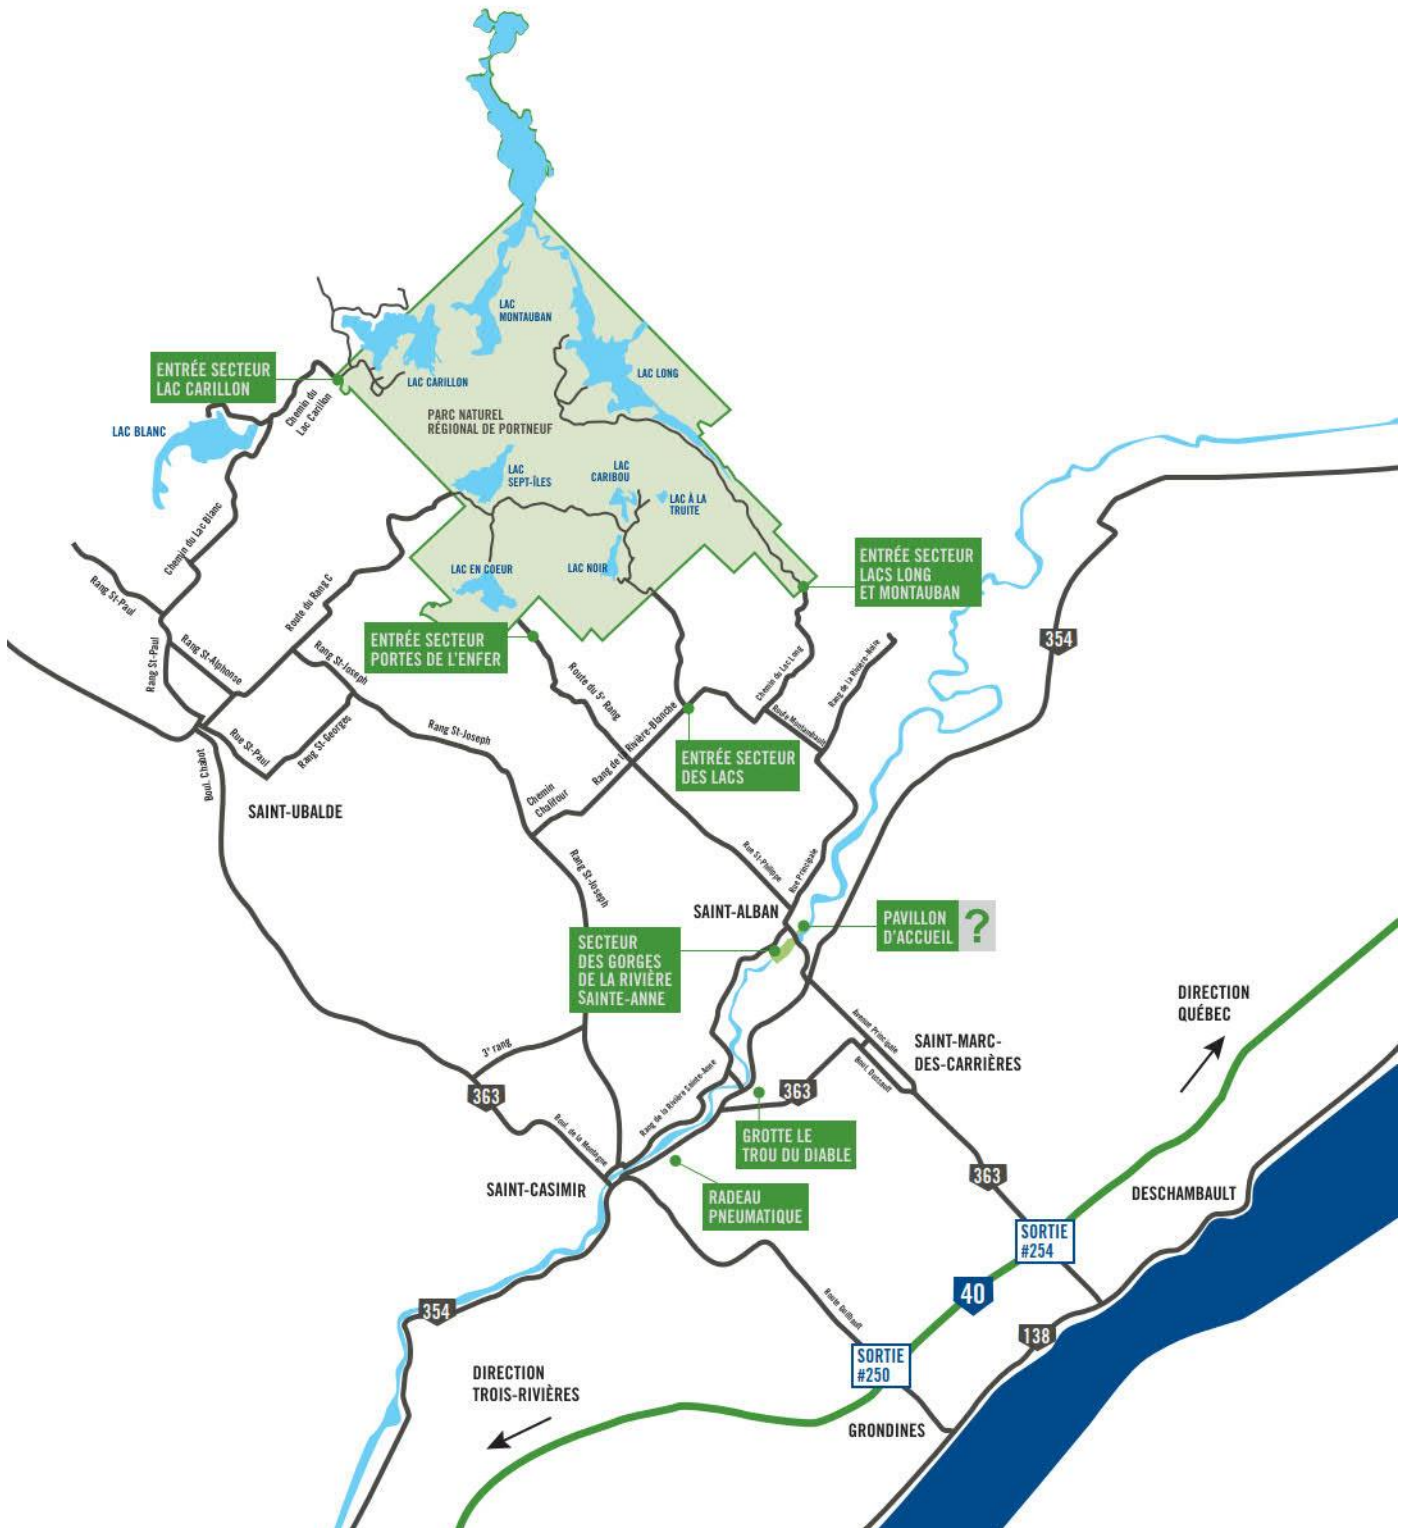 LAC
MONTAUBAN
ENTRÉE SECTEUR
LAC CARILLON
LAC CARILLON
LAC LONG
Chemin du
Lac Carillon
PARC NATUREL
RÉGIONAL DE PORTNEUF
LAC BLANC
LAC
SEPT-ÎLES
LAC
CARIBOU
LAC À LA
TRUITE
Chemin du Lac Blanc
LAC EN COEUR
LAC NOIR
ENTRÉE SECTEUR
LACS LONG
ET MONTAUBAN
Rang St-Paul
Route du Rang C
ENTRÉE SECTEUR
PORTES DE L'ENFER
354
Rang St-Paul
Rang St-Alphonse
Rang St-Joseph
Route du 5e Rang
Chemin du Lac Long
Rang de la Rivière-Noire
Route Montambault
Rang de la Rivière-Blanche
Rue St-Paul
Rang St-Georges
Rang St-Joseph
ENTRÉE SECTEUR
DES LACS
Boul. Chabot
Chemin
Chalifour
SAINT-UBALDE
Rang St-Joseph
Rue St-Philippe
Rue Principale
SAINT-ALBAN
PAVILLON
D'ACCUEIL
?
SECTEUR
DES GORGES
DE LA RIVIÈRE
SAINTE-ANNE
DIRECTION
QUÉBEC
Avenue Principale
SAINT-MARC-
DES-CARRIÈRES
Boul. Dussault
3e rang
363
363
Rang de la Rivière Sainte-Anne
Boul. de la Montagne
GROTTE LE
TROU DU DIABLE
363
SAINT-CASIMIR
RADEAU
PNEUMATIQUE
DESCHAMBAULT
SORTIE
#254
40
354
Route Guilbault
138
SORTIE
#250
DIRECTION
TROIS-RIVIÈRES
GRONDINES